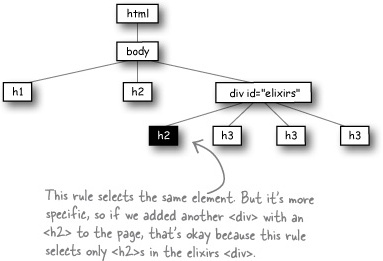 html
body
h1
h2
div id="elixirs"
h2
h3
h3
h3
This rule selects the same element. But it's more
specific, so if we added another <div> with an
<h2> to the page, that's okay because this rule
selects only <h2>s in the elixirs <div>.